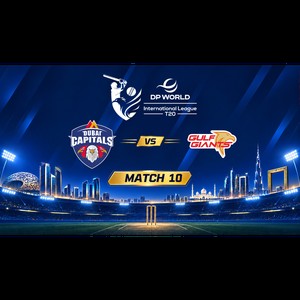 DP WORLD
International League
T20
DUBAI
CAPITALS
VS
GULF
GIANTS
MATCH 10